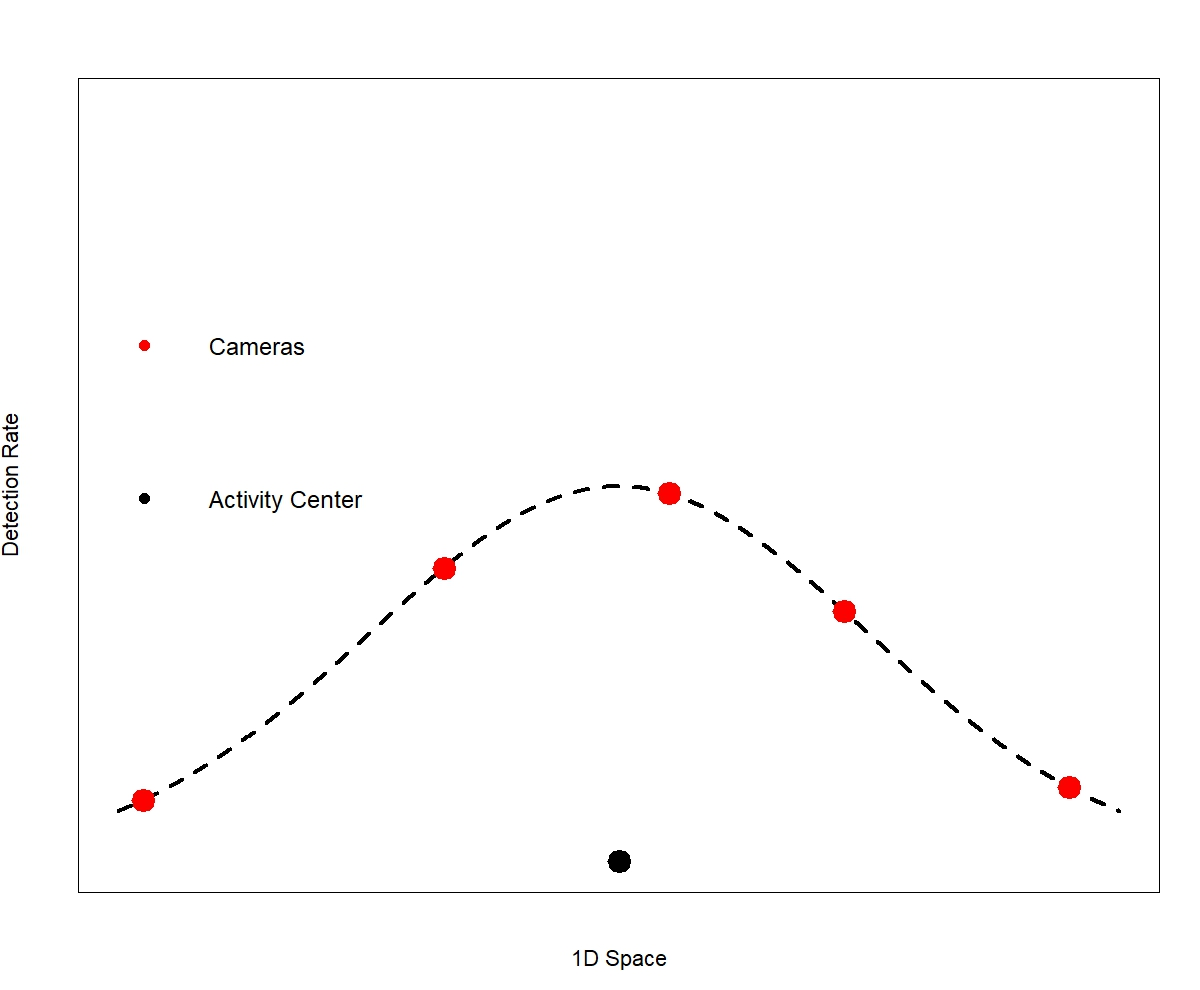 Cameras
Activity Center
Detection Rate
1D Space